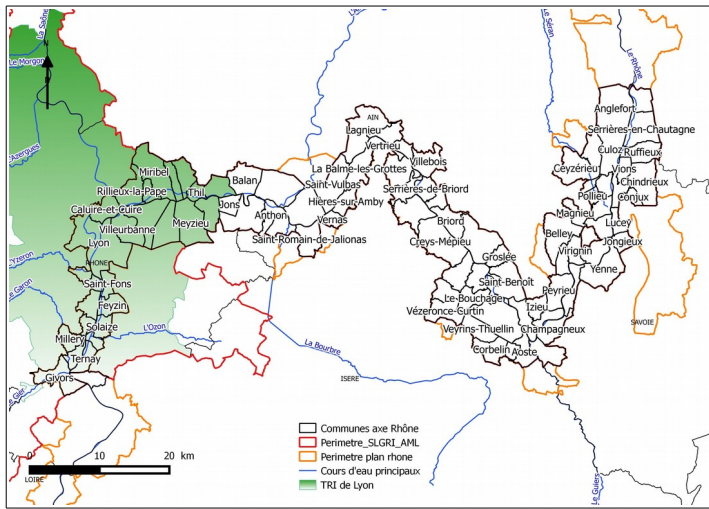 La Saône
Le Morgon
N
L'Azergues
L'Yzeron
Le Garon
Le Gier
L'Ozon
La Bourbre
Le Séran
Le Rhône
Le Guiers
AIN
RHONE
ISERE
SAVOIE
LOIRE
Anglefort
Serrières-en-Chautagne
Culoz
Ruffieux
Ceyzérieu
Vions
Chindrieux
Pollieu
Conjux
Magnieu
Lucey
Belley
Jongieux
Virignin
Yenne
Peyrieu
Izieu
Champagneux
Lagnieu
Vertrieu
La Balme-les-Grottes
Villebois
Saint-Vulbas
Serrières-de-Briord
Hières-sur-Amby
Vernas
Briord
Creys-Mépieu
Groslée
Saint-Benoît
Le-Bouchage
Vézeronce-Curtin
Veyrins-Thuellin
Corbelin
Aoste
Balan
Miribel
Rillieux-la-Pape
Thil
Jons
Caluire-et-Cuire
Anthon
Villeurbanne
Meyzieu
Saint-Romain-de-Jalionas
Lyon
Saint-Fons
Feyzin
Solaize
Millery
Ternay
Givors
Communes axe Rhône
Perimetre_SLGRI_AML
Perimetre plan rhone
Cours d'eau principaux
TRI de Lyon
0 10 20 km